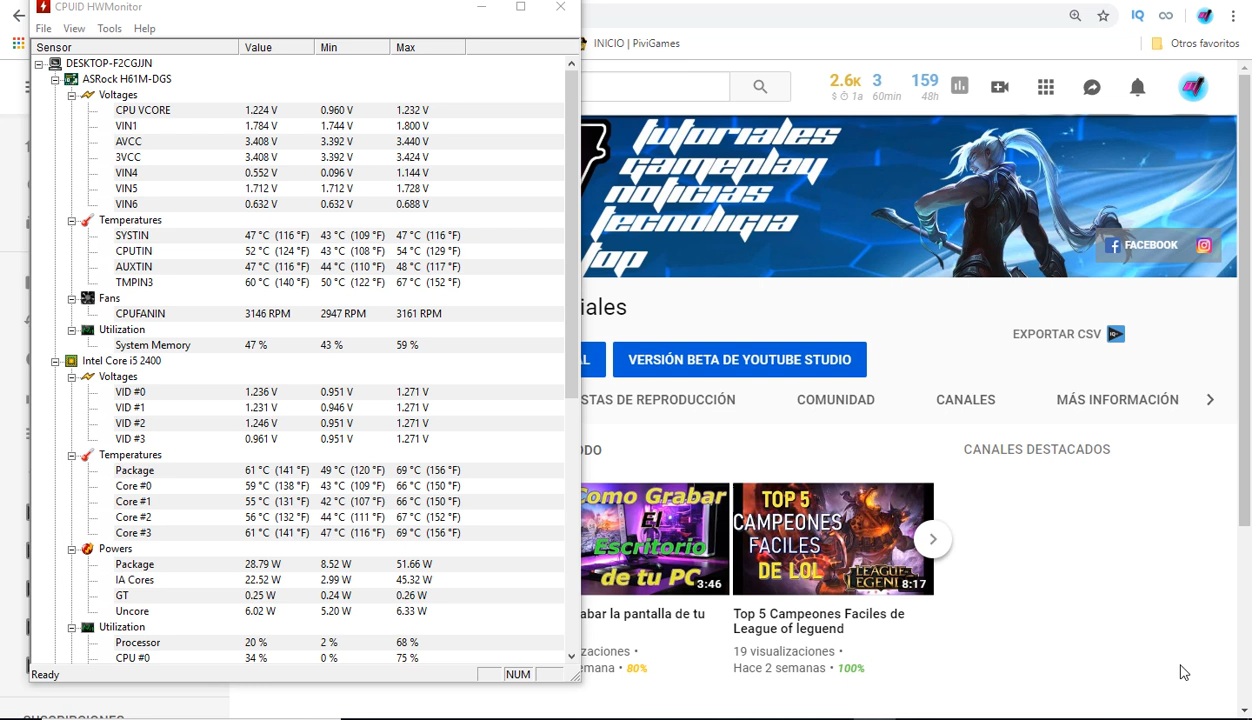 CPUID HWMonitor
File View Tools Help
Sensor Value Min Max
DESKTOP-F2CGJJN
ASRock H61M-DGS
Voltages
CPU VCORE 1.224 V 0.960 V 1.232 V
VIN1 1.784 V 1.744 V 1.800 V
AVCC 3.408 V 3.392 V 3.440 V
3VCC 3.408 V 3.392 V 3.424 V
VIN4 0.552 V 0.096 V 1.144 V
VIN5 1.712 V 1.712 V 1.728 V
VIN6 0.632 V 0.632 V 0.688 V
Temperatures
SYSTIN 47 °C (116 °F) 43 °C (109 °F) 47 °C (116 °F)
CPUTIN 52 °C (124 °F) 43 °C (108 °F) 54 °C (129 °F)
AUXTIN 47 °C (116 °F) 44 °C (110 °F) 48 °C (117 °F)
TMPIN3 60 °C (140 °F) 50 °C (122 °F) 67 °C (152 °F)
Fans
CPUFANIN 3146 RPM 2947 RPM 3161 RPM
Utilization
System Memory 47 % 43 % 59 %
Intel Core i5 2400
Voltages
VID #0 1.236 V 0.951 V 1.271 V
VID #1 1.231 V 0.946 V 1.271 V
VID #2 1.246 V 0.951 V 1.271 V
VID #3 0.961 V 0.951 V 1.271 V
Temperatures
Package 61 °C (141 °F) 49 °C (120 °F) 69 °C (156 °F)
Core #0 59 °C (138 °F) 43 °C (109 °F) 66 °C (150 °F)
Core #1 55 °C (131 °F) 42 °C (107 °F) 66 °C (150 °F)
Core #2 56 °C (132 °F) 44 °C (111 °F) 67 °C (152 °F)
Core #3 61 °C (141 °F) 47 °C (116 °F) 69 °C (156 °F)
Powers
Package 28.79 W 8.52 W 51.66 W
IA Cores 22.52 W 2.99 W 45.32 W
GT 0.25 W 0.24 W 0.26 W
Uncore 6.02 W 5.20 W 6.33 W
Utilization
Processor 20 % 2 % 68 %
CPU #0 34 % 0 % 75 %
Ready NUM
IQ
INICIO | PiviGames
Otros favoritos
2.6K 3 159
$ 1a 60min 48h
tutoriales
gameplay
noticias
tecnoligia
top
FACEBOOK
iales
EXPORTAR CSV IQ
AL VERSIÓN BETA DE YOUTUBE STUDIO
STAS DE REPRODUCCIÓN COMUNIDAD CANALES MÁS INFORMACIÓN
DO
CANALES DESTACADOS
Como Grabar
El
Escritorio
de tu PC
3:46
TOP 5
CAMPEONES
FACILES
DE LOL
LEAGUE
LEGEND
8:17
abar la pantalla de tu
zaciones •
emana • 80%
Top 5 Campeones Faciles de
League of leguend
19 visualizaciones •
Hace 2 semanas • 100%